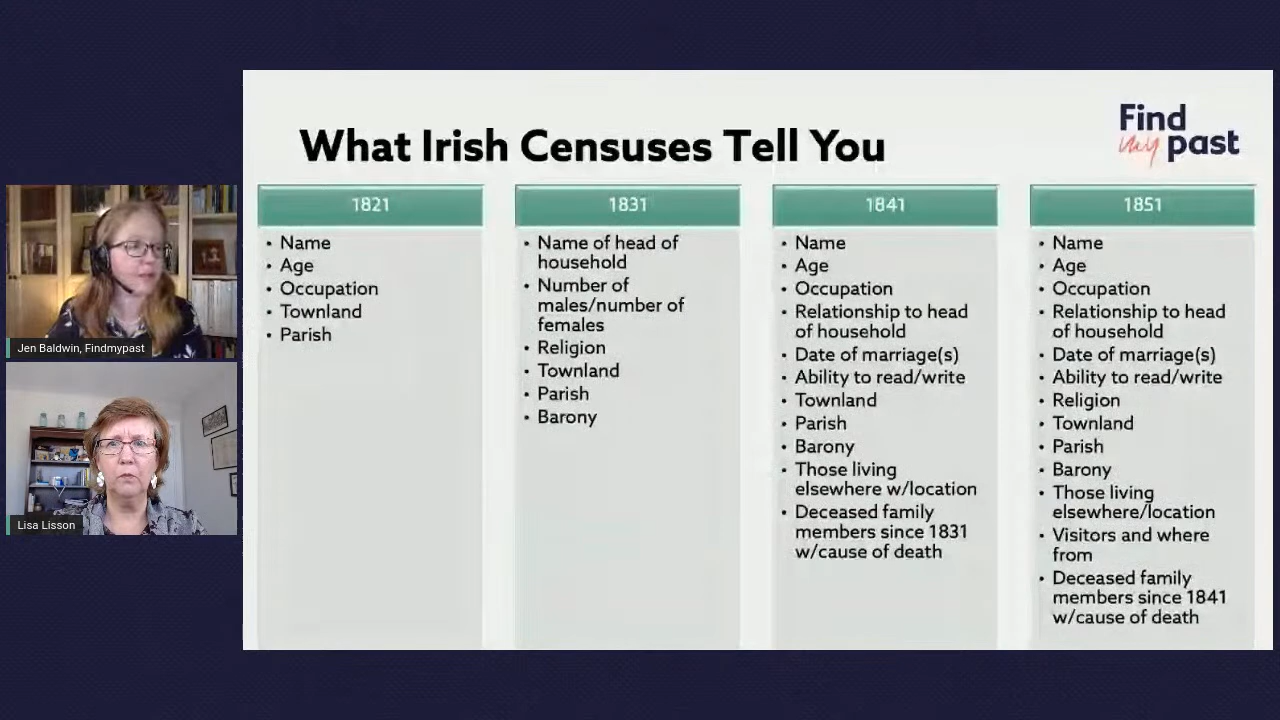 What Irish Censuses Tell You
Find
my past
1821
Name
Age
Occupation
Townland
Parish
1831
Name of head of
household
Number of
males/number of
females
Religion
Townland
Parish
Barony
1841
Name
Age
Occupation
Relationship to head
of household
Date of marriage(s)
Ability to read/write
Townland
Parish
Barony
Those living
elsewhere w/location
Deceased family
members since 1831
w/cause of death
1851
Name
Age
Occupation
Relationship to head
of household
Date of marriage(s)
Ability to read/write
Religion
Townland
Parish
Barony
Those living
elsewhere/location
Visitors and where
from
Deceased family
members since 1841
w/cause of death
Jen Baldwin, Findmypast
Lisa Lisson